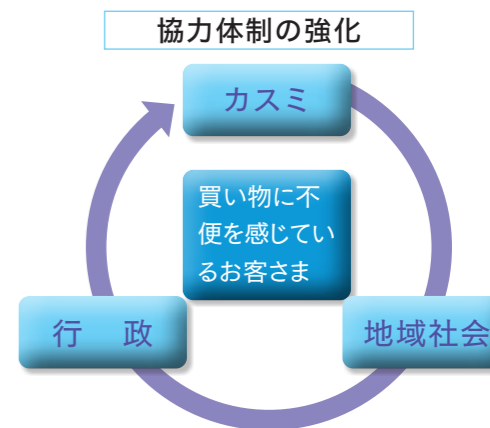 協力体制の強化
カスミ
買い物に不
便を感じてい
るお客さま
行　政
地域社会